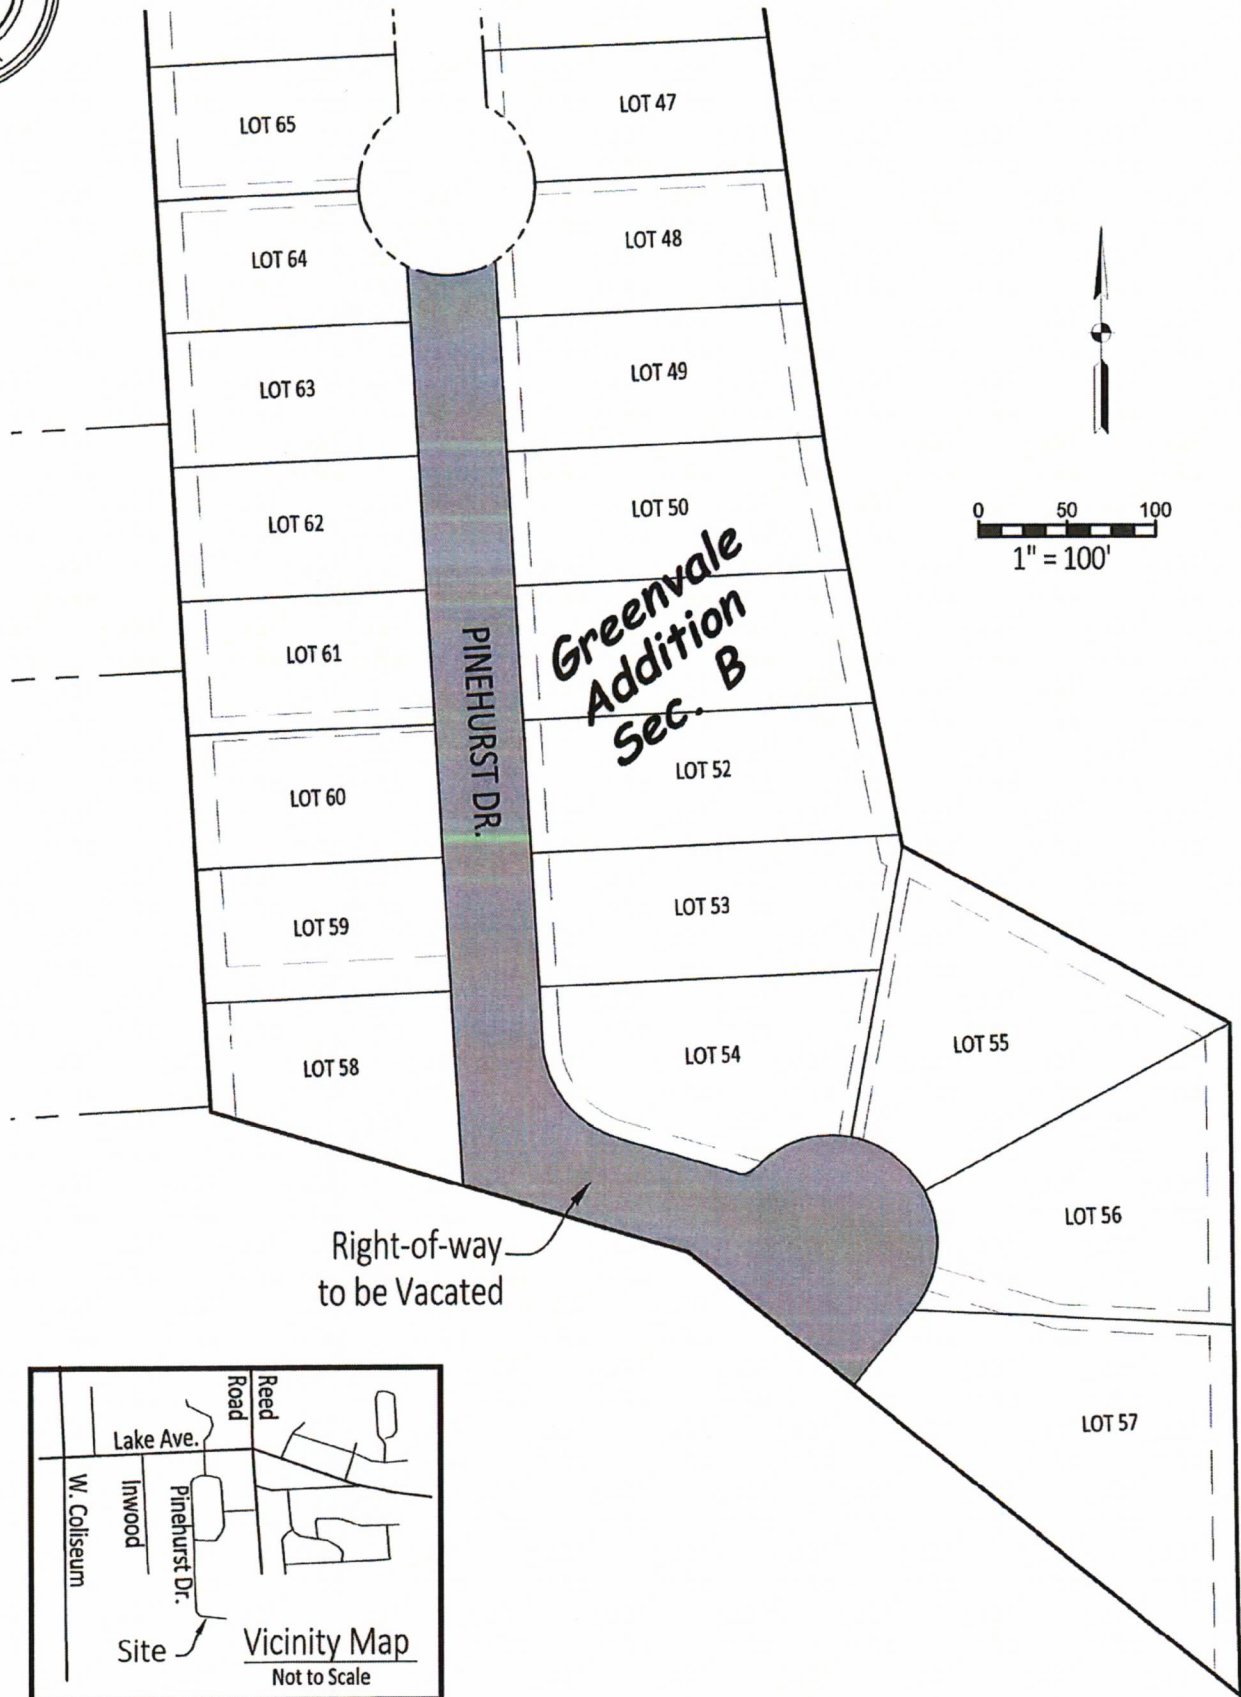 LOT 65
LOT 47
LOT 64
LOT 48
LOT 63
LOT 49
LOT 62
LOT 50
0 50 100
1" = 100'
Greenvale
Addition
Sec. B
LOT 61
PINEHURST DR.
LOT 60
LOT 52
LOT 59
LOT 53
LOT 58
LOT 54
LOT 55
LOT 56
Right-of-way
to be Vacated
LOT 57
Reed
Road
Lake Ave.
W. Coliseum
Inwood
Pinehurst Dr.
Site
Vicinity Map
Not to Scale